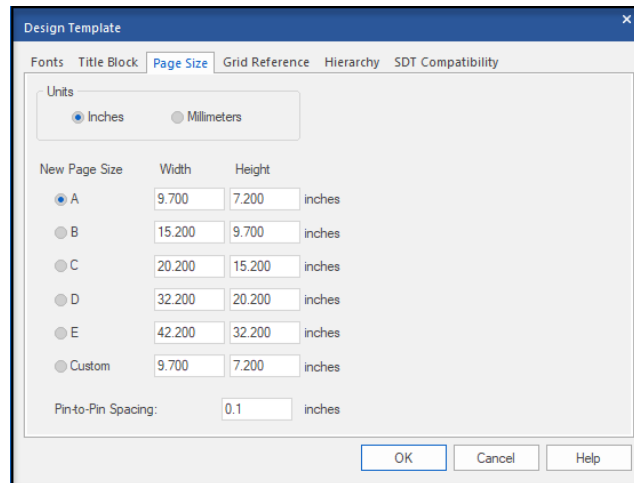 Design Template
Fonts Title Block Page Size Grid Reference Hierarchy SDT Compatibility
Units
Inches Millimeters
New Page Size Width Height
A 9.700 7.200 inches
B 15.200 9.700 inches
C 20.200 15.200 inches
D 32.200 20.200 inches
E 42.200 32.200 inches
Custom 9.700 7.200 inches
Pin-to-Pin Spacing: 0.1 inches
OK Cancel Help